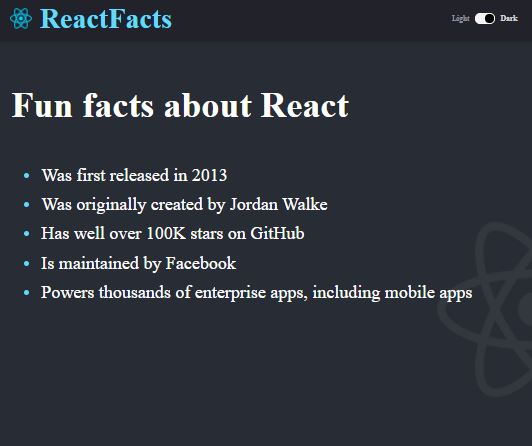 ReactFacts
Light Dark
Fun facts about React
Was first released in 2013
Was originally created by Jordan Walke
Has well over 100K stars on GitHub
Is maintained by Facebook
Powers thousands of enterprise apps, including mobile apps